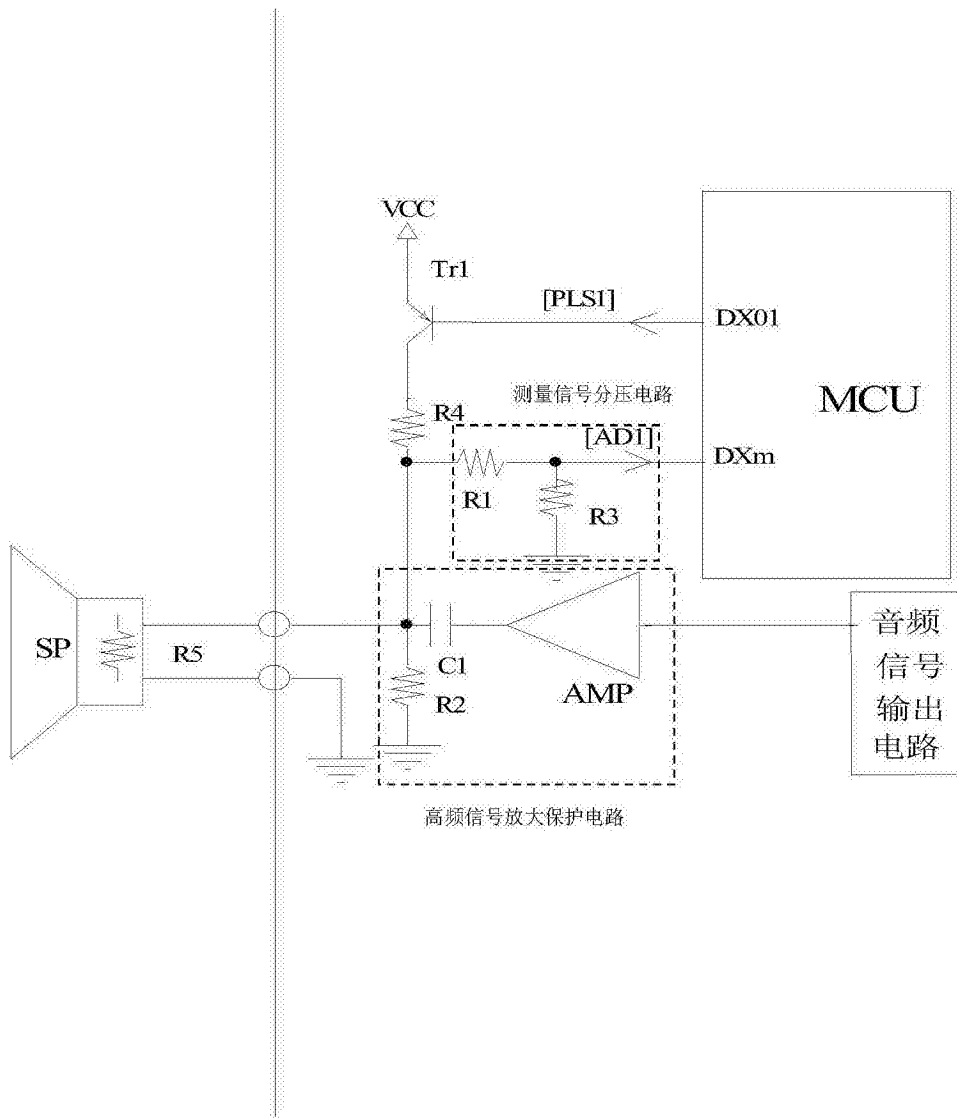 VCC
Tr1
[PLS1]
DX01
MCU
测量信号分压电路
R4
[AD1]
DXm
R1
R3
SP
R5
C1
R2
AMP
音频
信号
输出
电路
高频信号放大保护电路